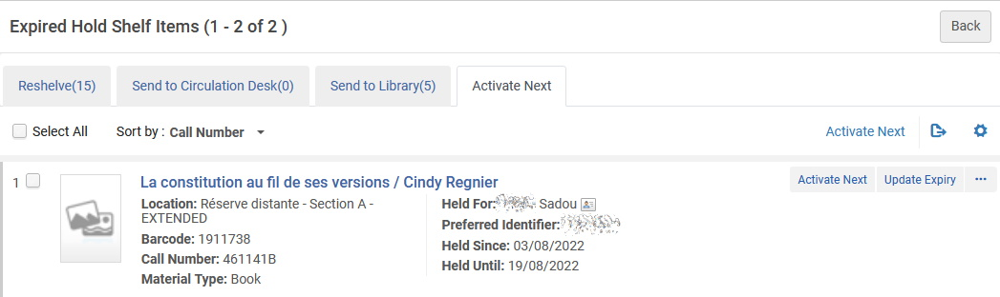 Expired Hold Shelf Items (1 - 2 of 2 )
Back
Reshelve(15)
Send to Circulation Desk(0)
Send to Library(5)
Activate Next
Select All
Sort by : Call Number
Activate Next
1
La constitution au fil de ses versions / Cindy Regnier
Activate Next
Update Expiry
Location: Réserve distante - Section A -
EXTENDED
Barcode: 1911738
Call Number: 461141B
Material Type: Book
Held For: Sadou
Preferred Identifier:
Held Since: 03/08/2022
Held Until: 19/08/2022